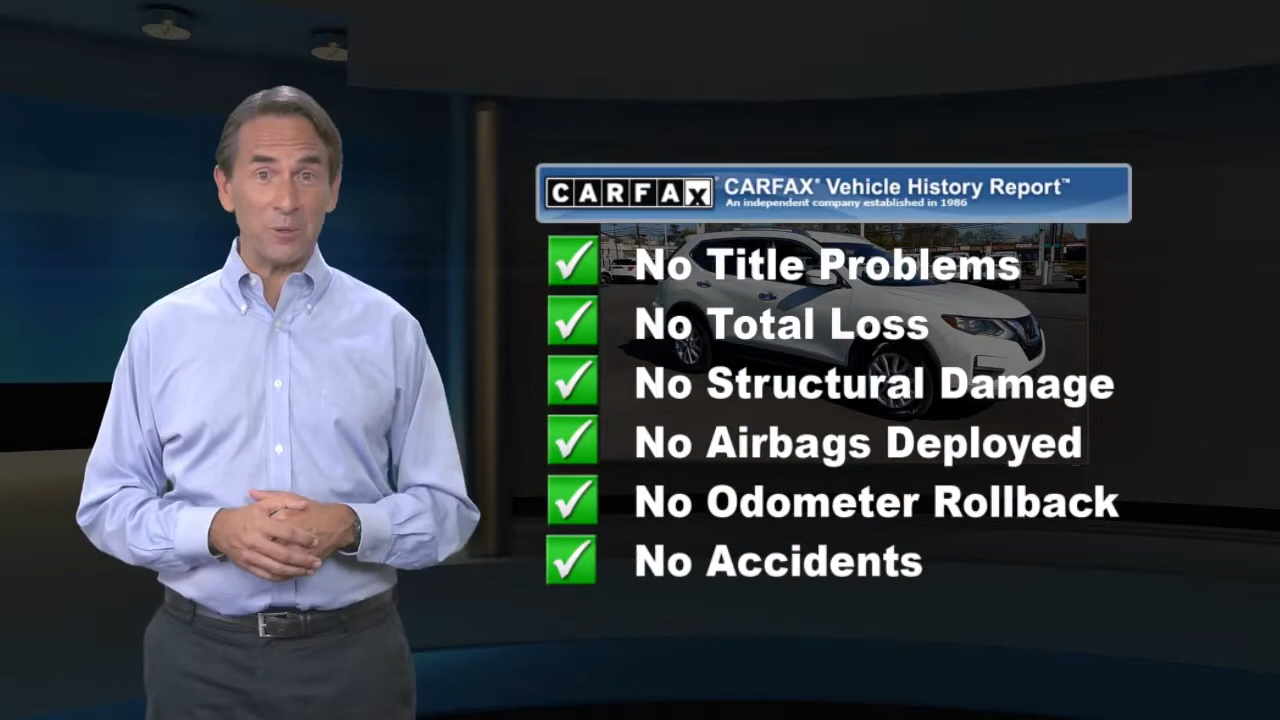 CARFAX® CARFAX® Vehicle History Report™
An independent company established in 1986
No Title Problems
No Total Loss
No Structural Damage
No Airbags Deployed
No Odometer Rollback
No Accidents